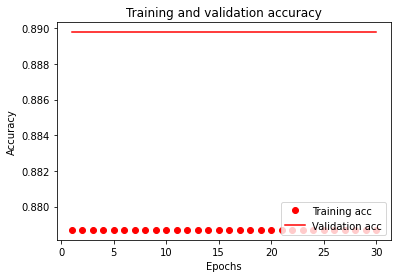 Training and validation accuracy
Accuracy
0.890
0.888
0.886
0.884
0.882
0.880
Training acc
Validation acc
0 5 10 15 20 25 30
Epochs